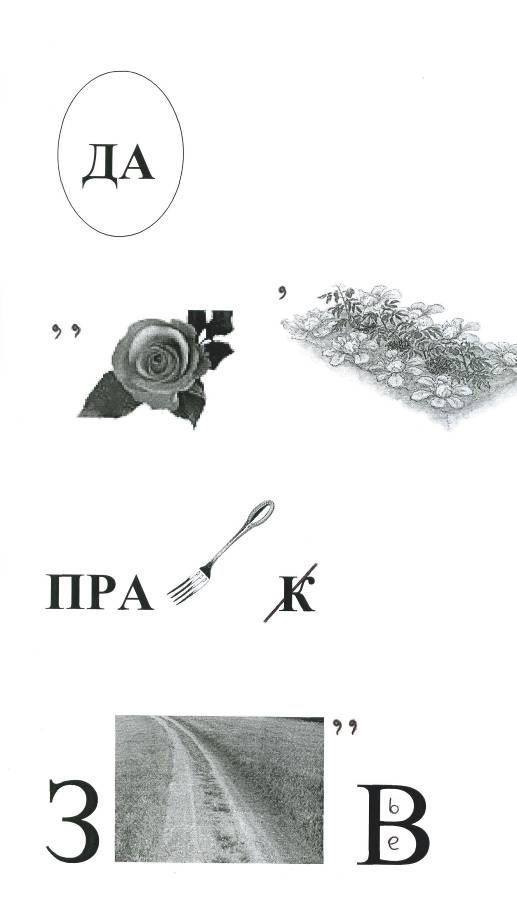 ДА
,, ,
ПРА К
З ,, В
ь
е